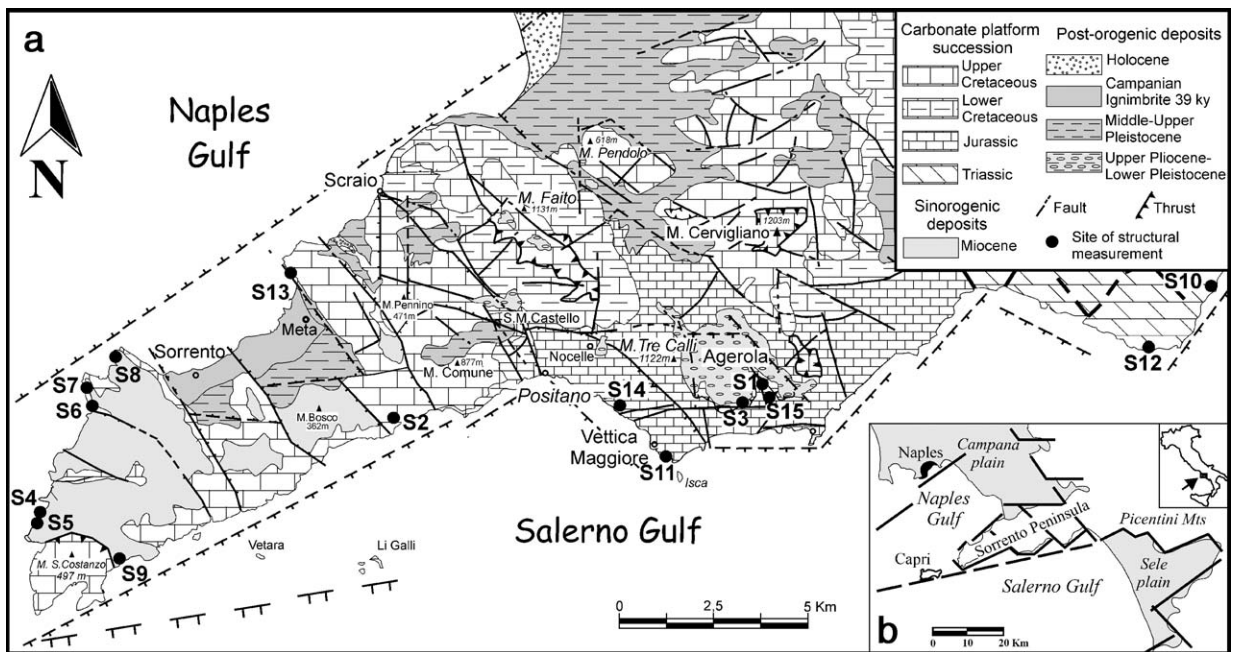 a
N
Naples
Gulf
Scraio
618m
M. Pendolo
M. Faito
1131m
1203m
M. Cervigliano
S13
Meta
M.Pennino
471m
S.M.Castello
Nocelle
M.Tre Calli
1122m
Agerola
877m
M. Comune
Sorrento
S8
S7
S6
M.Bosco
362m
S2
Positano
S14
S1
S3
S15
Vèttica
Maggiore
S11
Isca
S4
S5
M. S.Costanzo
497 m
S9
Vetara
Li Galli
Salerno Gulf
0 2,5 5 Km
S10
S12
Carbonate platform
succession
Upper
Cretaceous
Lower
Cretaceous
Jurassic
Triassic
Sinorogenic
deposits
Miocene
Post-orogenic deposits
Holocene
Campanian
Ignimbrite 39 ky
Middle-Upper
Pleistocene
Upper Pliocene-
Lower Pleistocene
Fault
Thrust
Site of structural
measurement
b
Naples
Campana
plain
Naples
Gulf
Sorrento Peninsula
Picentini Mts
Capri
Salerno Gulf
Sele
plain
0 10 20 Km